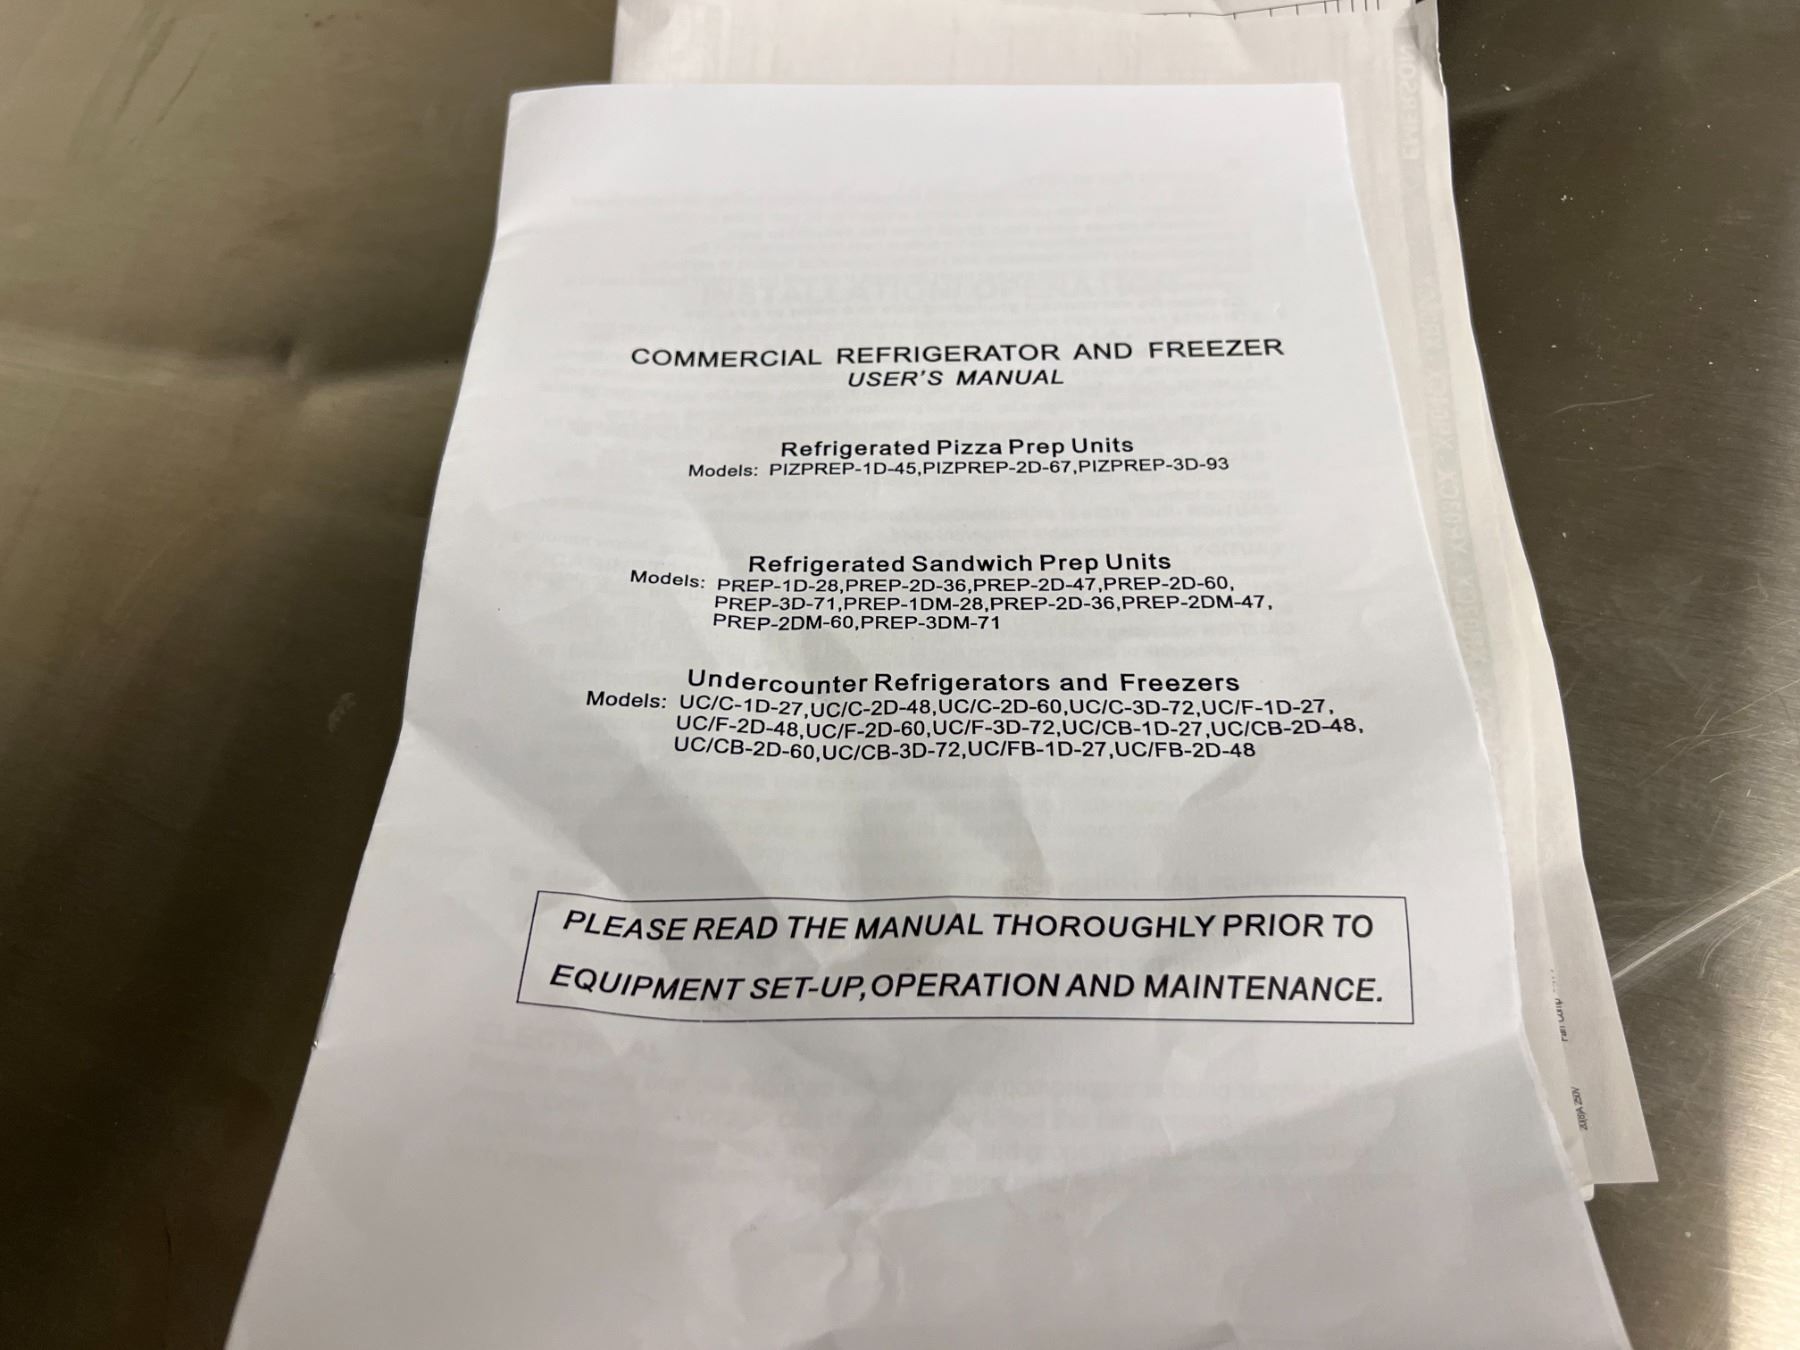 COMMERCIAL REFRIGERATOR AND FREEZER
USER'S MANUAL
Refrigerated Pizza Prep Units
Models: PIZPREP-1D-45,PIZPREP-2D-67,PIZPREP-3D-93
Refrigerated Sandwich Prep Units
Models: PREP-1D-28,PREP-2D-36,PREP-2D-47,PREP-2D-60,
PREP-3D-71,PREP-1DM-28,PREP-2D-36,PREP-2DM-47,
PREP-2DM-60,PREP-3DM-71
Undercounter Refrigerators and Freezers
Models: UC/C-1D-27,UC/C-2D-48,UC/C-2D-60,UC/C-3D-72,UC/F-1D-27,
UC/F-2D-48,UC/F-2D-60,UC/F-3D-72,UC/CB-1D-27,UC/CB-2D-48,
UC/CB-2D-60,UC/CB-3D-72,UC/FB-1D-27,UC/FB-2D-48
PLEASE READ THE MANUAL THOROUGHLY PRIOR TO
EQUIPMENT SET-UP,OPERATION AND MAINTENANCE.
EMERSON
20(8)A 250V